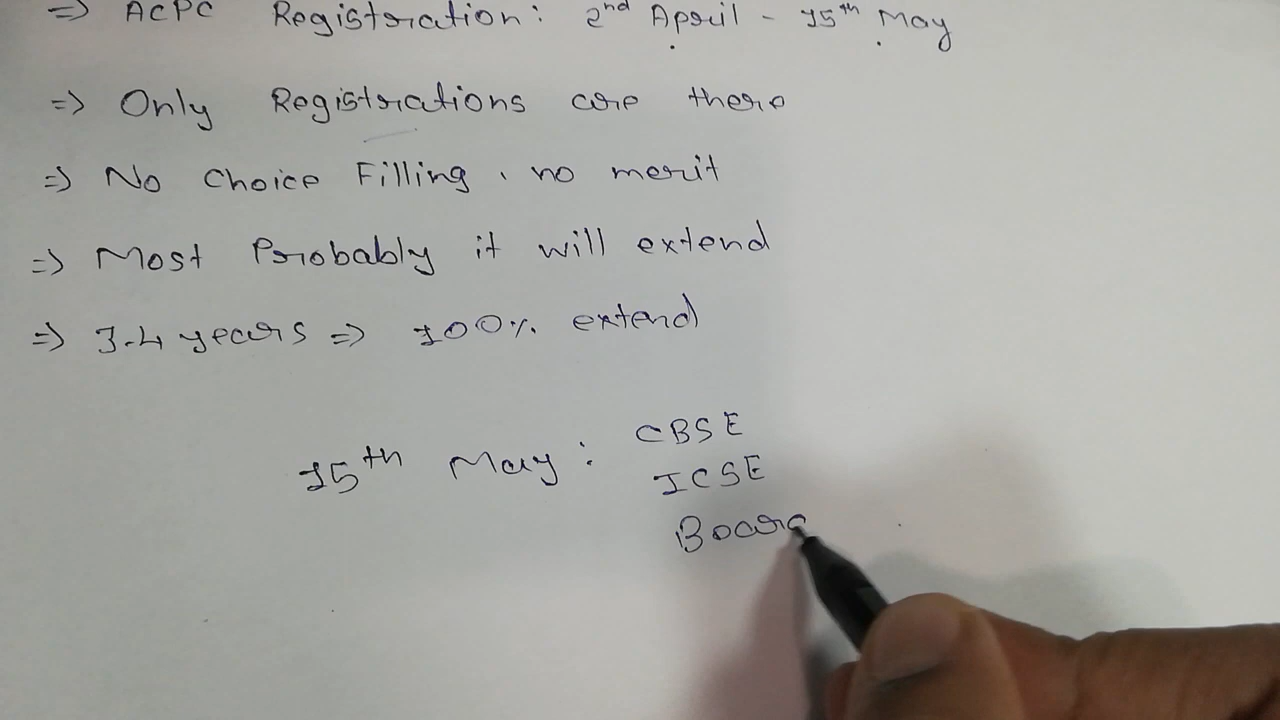 => ACPC Registration: 2nd April - 15th May
=> Only Registrations are there
=> No Choice Filling, no merit
=> Most Probably it will extend
=> 3-4 years => 100% extend
15th May: CBSE
ICSE
Board